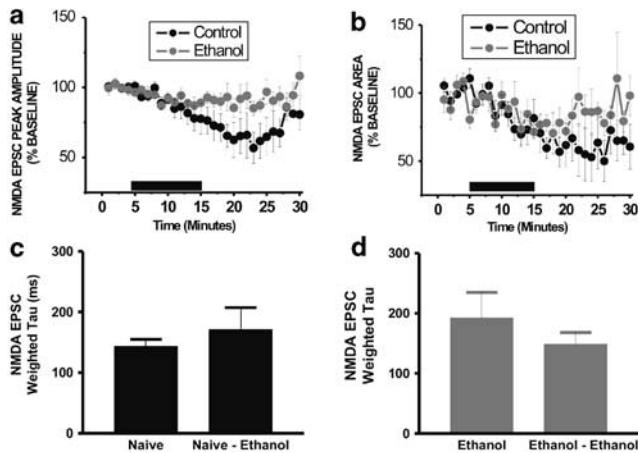 a
Control
Ethanol
NMDA EPSC PEAK AMPLITUDE
(% BASELINE)
100
75
50
0 5 10 15 20 25 30
Time (Minutes)
b
Control
Ethanol
NMDA EPSC AREA
(% BASELINE)
150
100
50
0 5 10 15 20 25 30
Time (Minutes)
c
NMDA EPSC
Weighted Tau (ms)
300
200
100
0
Naive Naive - Ethanol
d
NMDA EPSC
Weighted Tau
300
200
100
0
Ethanol Ethanol - Ethanol